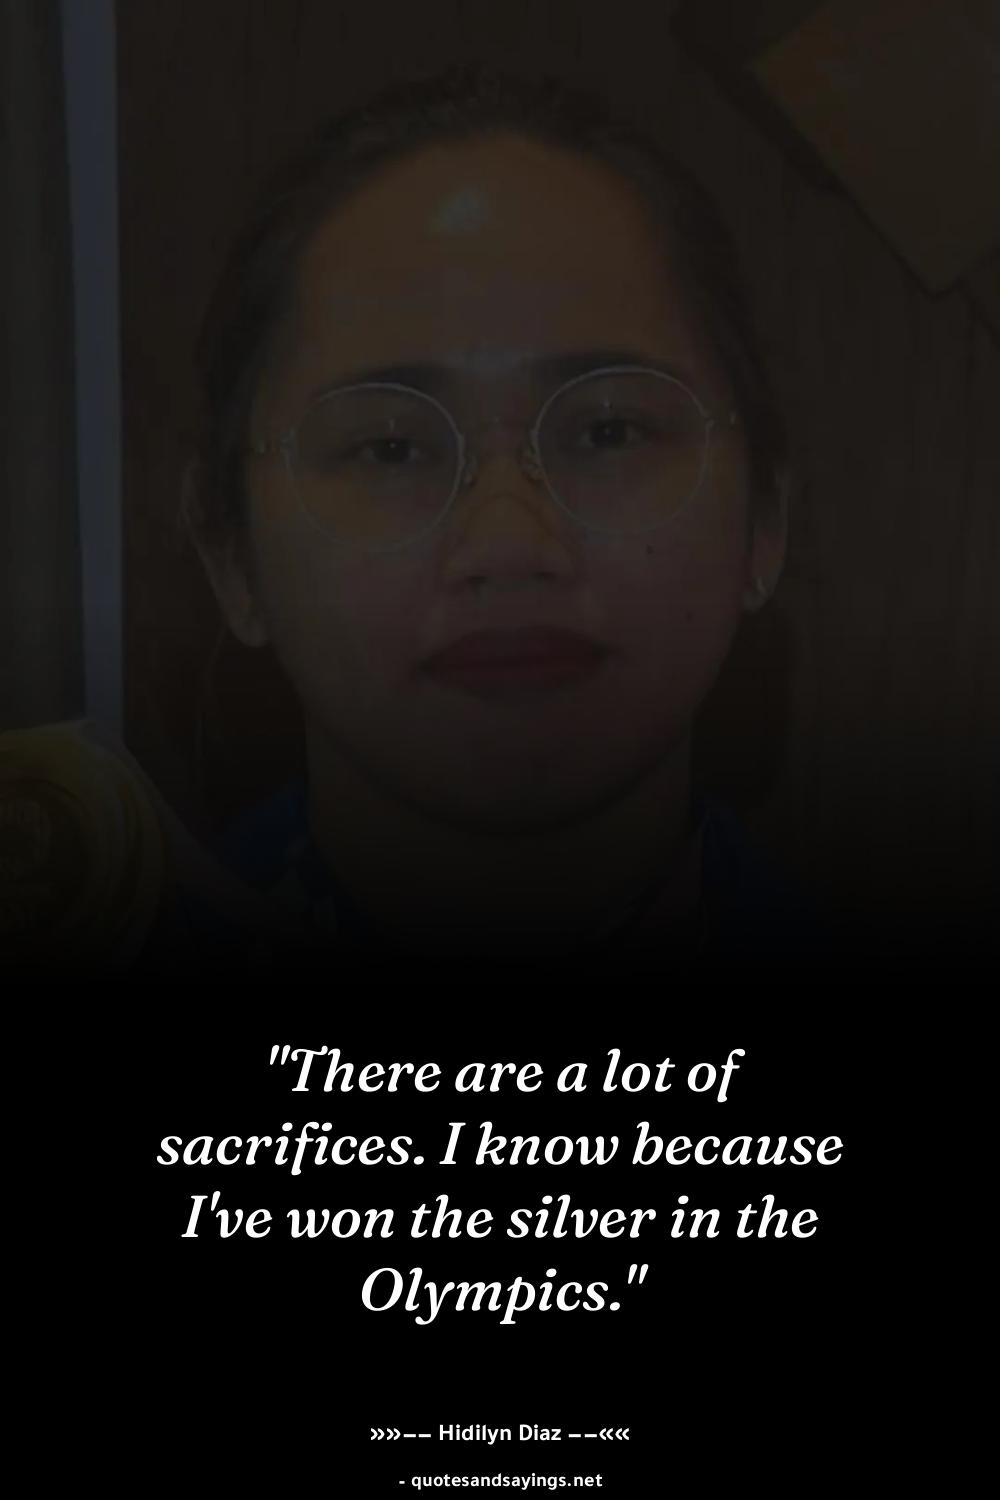 "There are a lot of
sacrifices. I know because
I've won the silver in the
Olympics."
»»−− Hidilyn Diaz −−««
- quotesandsayings.net